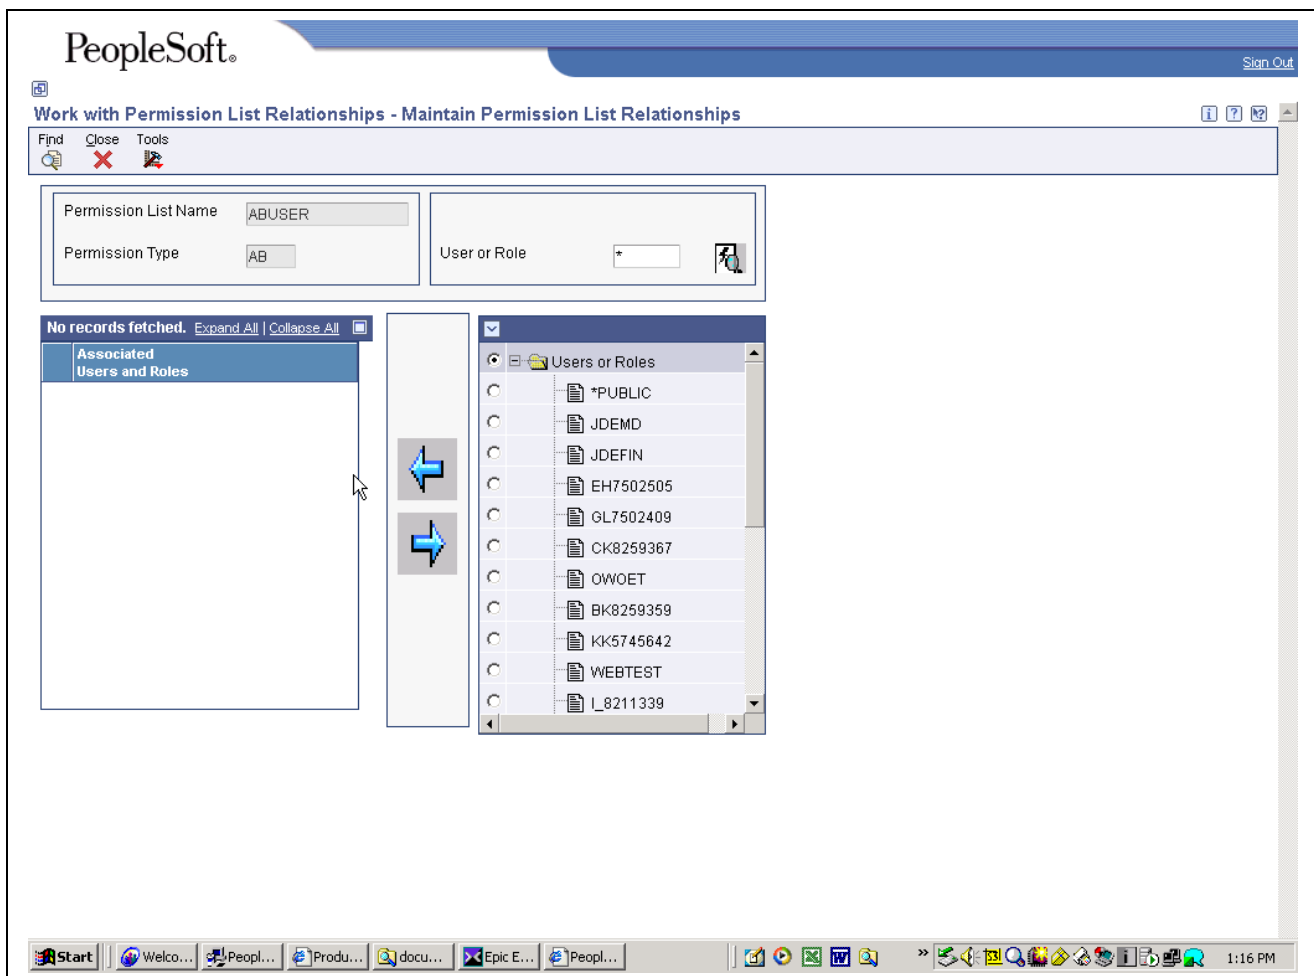 PeopleSoft®
Sign Out
Work with Permission List Relationships - Maintain Permission List Relationships
Find Close Tools
Permission List Name ABUSER
Permission Type AB
User or Role *
No records fetched. Expand All | Collapse All
Associated
Users and Roles
Users or Roles
*PUBLIC
JDEMD
JDEFIN
EH7502505
GL7502409
CK8259367
OWOET
BK8259359
KK5745642
WEBTEST
I_8211339
Start Welco... Peopl... Produ... docu... Epic E... Peopl... » 1:16 PM